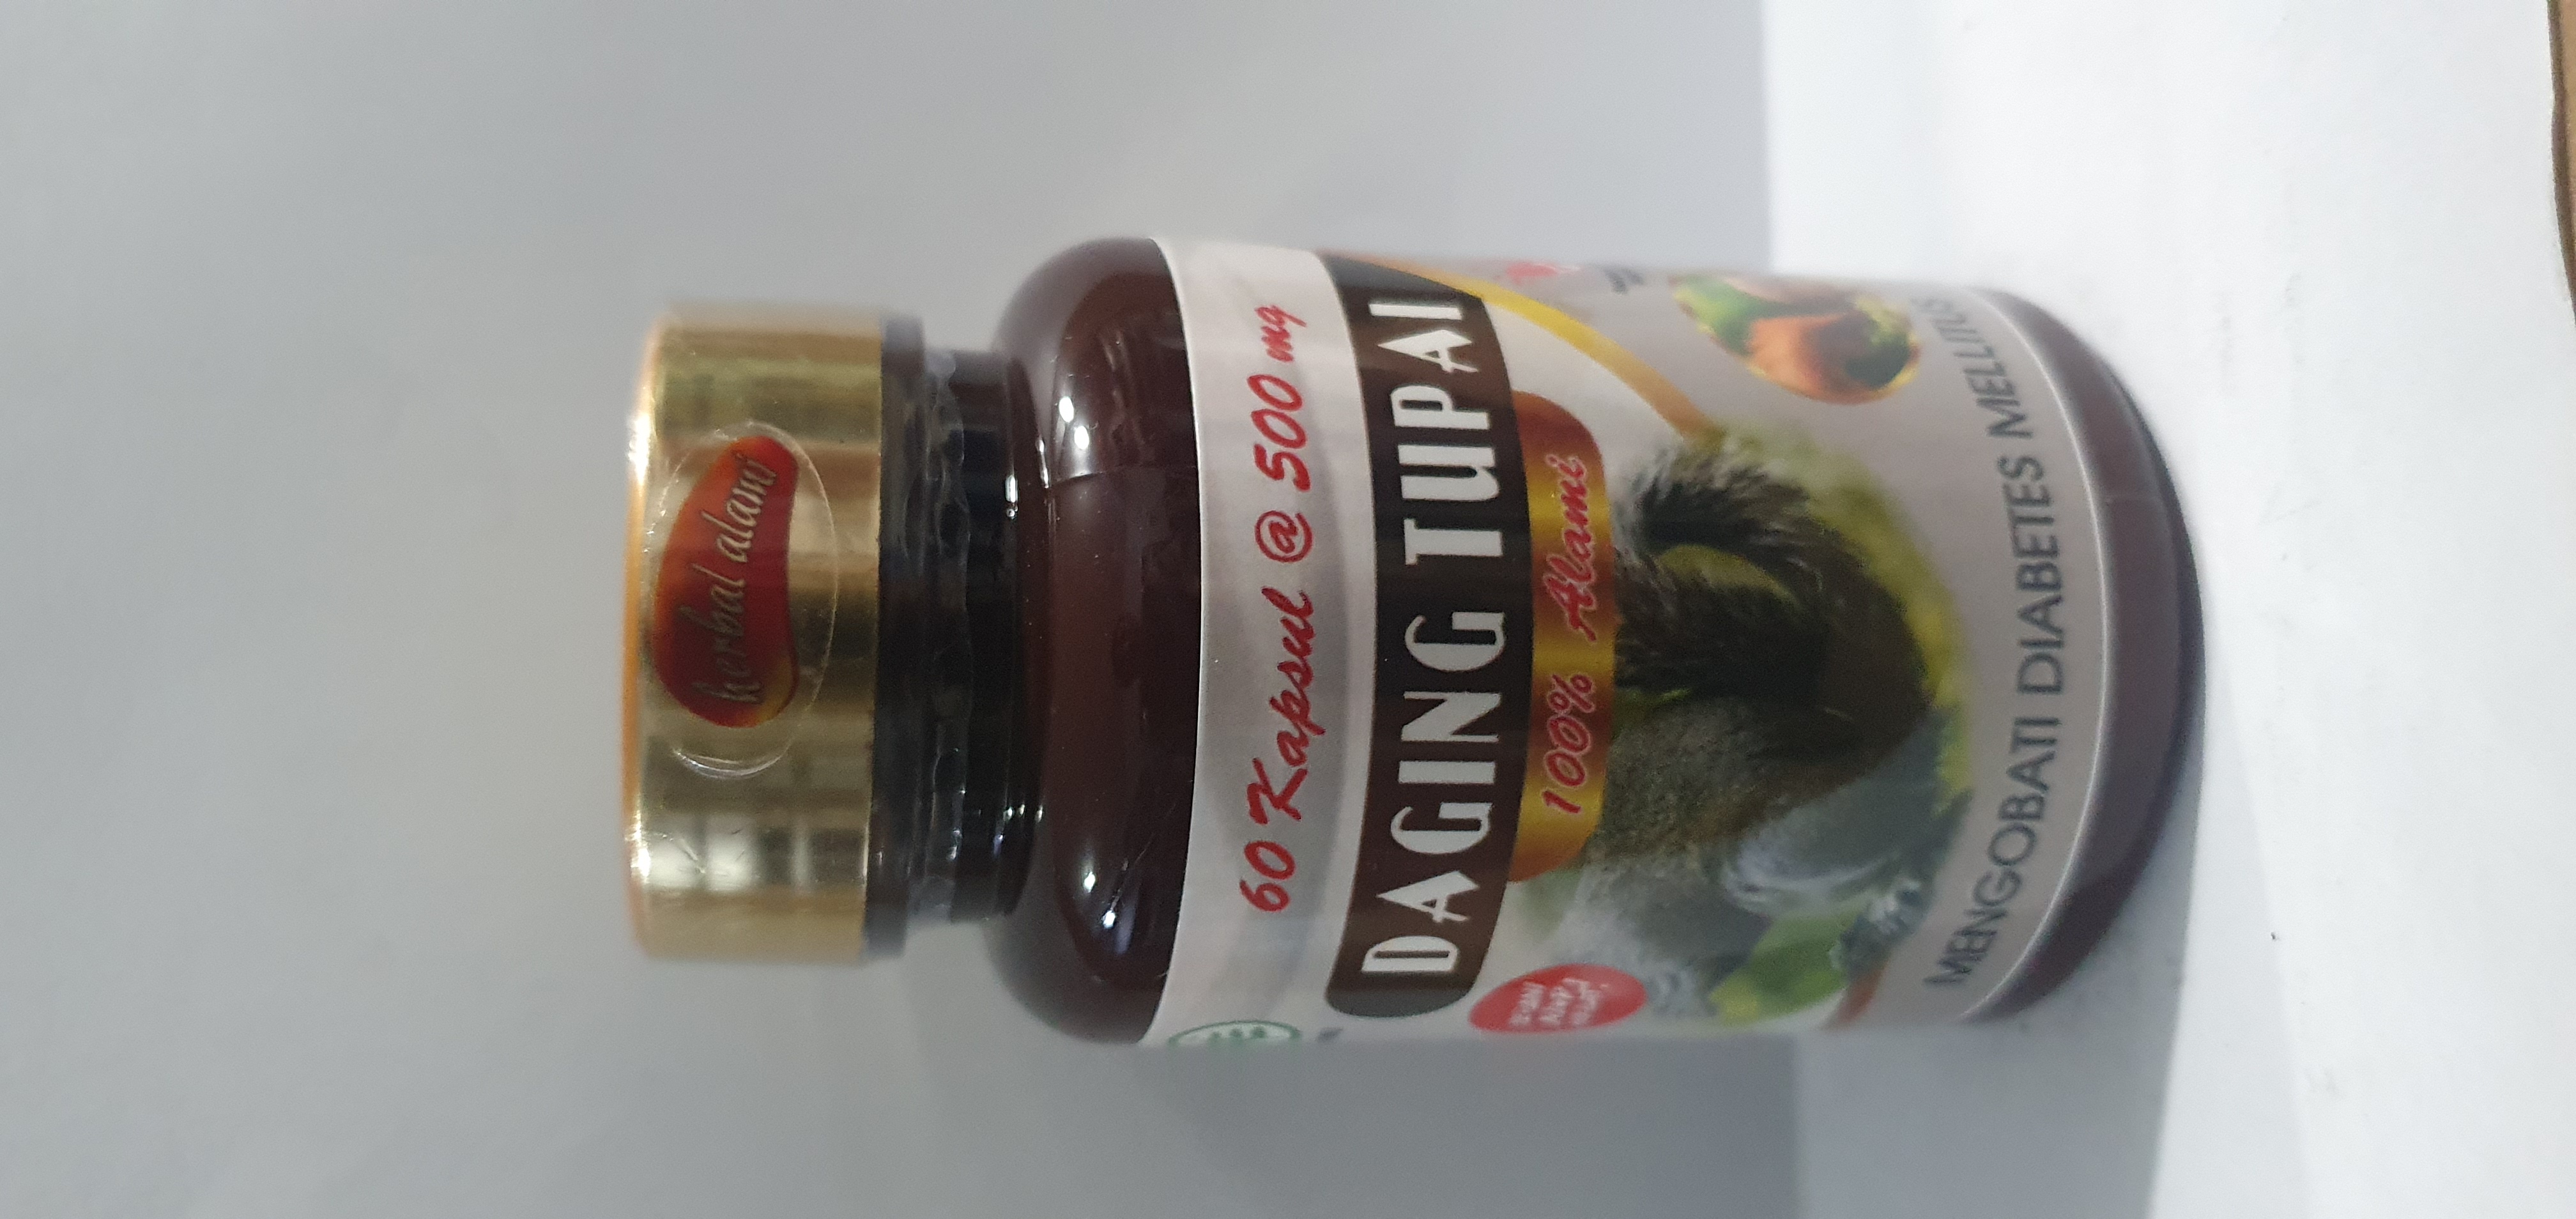 herbal alami
60 Kapsul @ 500 mg
DAGING TUPAI
100% Alami
MENGOBATI DIABETES MELLITUS